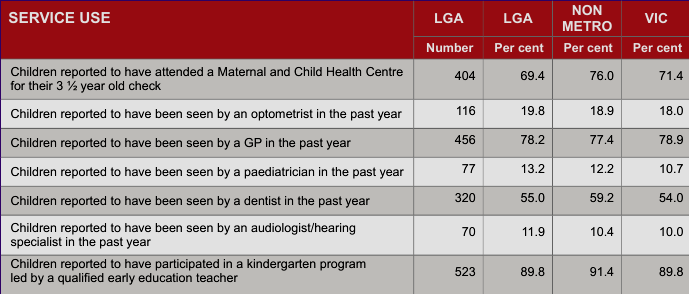 SERVICE USE LGA LGA NON METRO VIC
Number Per cent Per cent Per cent
Children reported to have attended a Maternal and Child Health Centre
for their 3 ½ year old check 404 69.4 76.0 71.4
Children reported to have been seen by an optometrist in the past year 116 19.8 18.9 18.0
Children reported to have been seen by a GP in the past year 456 78.2 77.4 78.9
Children reported to have been seen by a paediatrician in the past year 77 13.2 12.2 10.7
Children reported to have been seen by a dentist in the past year 320 55.0 59.2 54.0
Children reported to have been seen by an audiologist/hearing
specialist in the past year 70 11.9 10.4 10.0
Children reported to have participated in a kindergarten program
led by a qualified early education teacher 523 89.8 91.4 89.8